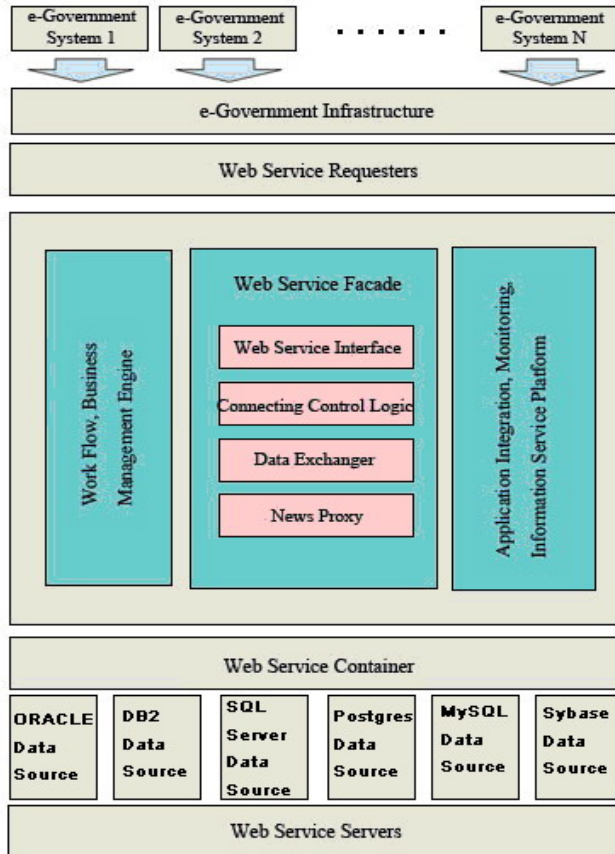 e-Government
System 1
e-Government
System 2
. . . . . .
e-Government
System N
e-Government Infrastructure
Web Service Requesters
Work Flow, Business
Management Engine
Web Service Facade
Web Service Interface
Connecting Control Logic
Data Exchanger
News Proxy
Application Integration, Monitoring,
Information Service Platform
Web Service Container
ORACLE
Data
Source
DB2
Data
Source
SQL
Server
Data
Source
Postgres
Data
Source
MySQL
Data
Source
Sybase
Data
Source
Web Service Servers